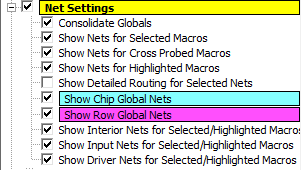 Net Settings
Consolidate Globals
Show Nets for Selected Macros
Show Nets for Cross Probed Macros
Show Nets for Highlighted Macros
Show Detailed Routing for Selected Nets
Show Chip Global Nets
Show Row Global Nets
Show Interior Nets for Selected/Highlighted Macros
Show Input Nets for Selected/Highlighted Macros
Show Driver Nets for Selected/Highlighted Macros